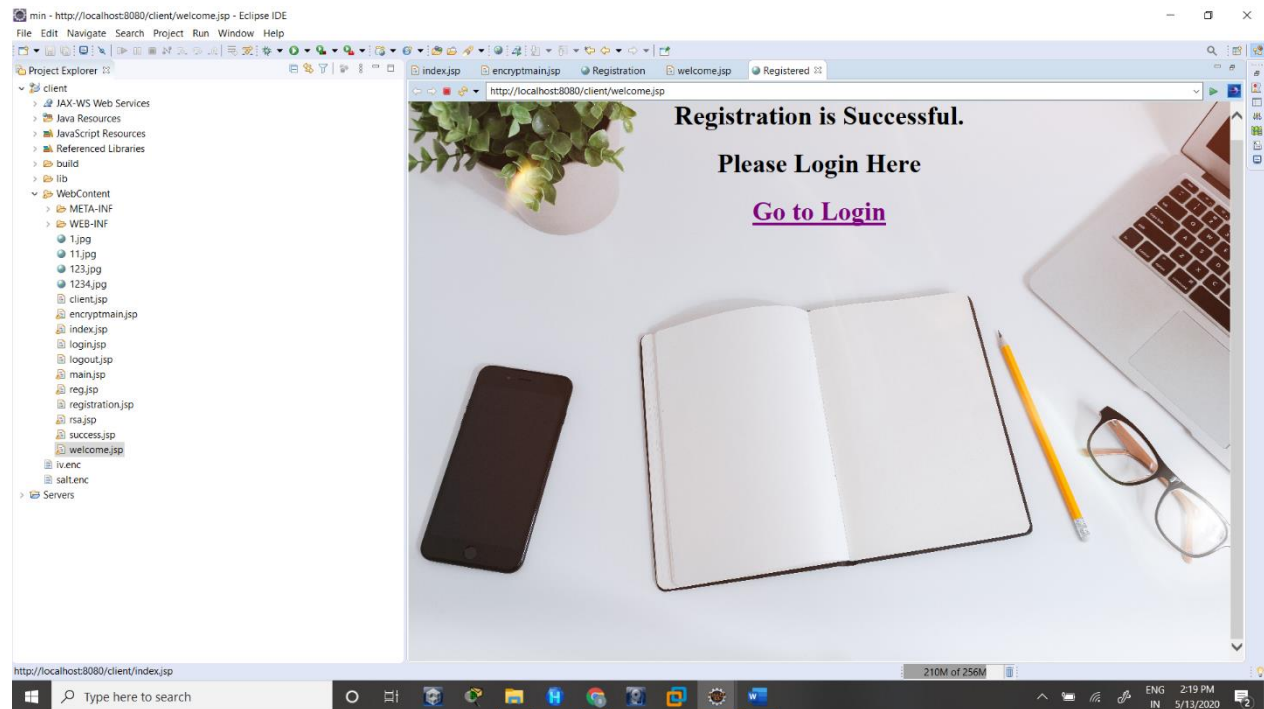 min - http://localhost:8080/client/welcome.jsp - Eclipse IDE
File Edit Navigate Search Project Run Window Help
Project Explorer
index.jsp encryptmain.jsp Registration welcome.jsp Registered
client
http://localhost:8080/client/welcome.jsp
JAX-WS Web Services
Java Resources
JavaScript Resources
Referenced Libraries
build
lib
WebContent
META-INF
WEB-INF
1.jpg
11.jpg
123.jpg
1234.jpg
client.jsp
encryptmain.jsp
index.jsp
login.jsp
logout.jsp
main.jsp
reg.jsp
registration.jsp
rsa.jsp
success.jsp
welcome.jsp
iv.enc
salt.enc
Servers
Registration is Successful.
Please Login Here
Go to Login
http://localhost:8080/client/index.jsp
210M of 256M
Type here to search
ENG 2:19 PM
IN 5/13/2020